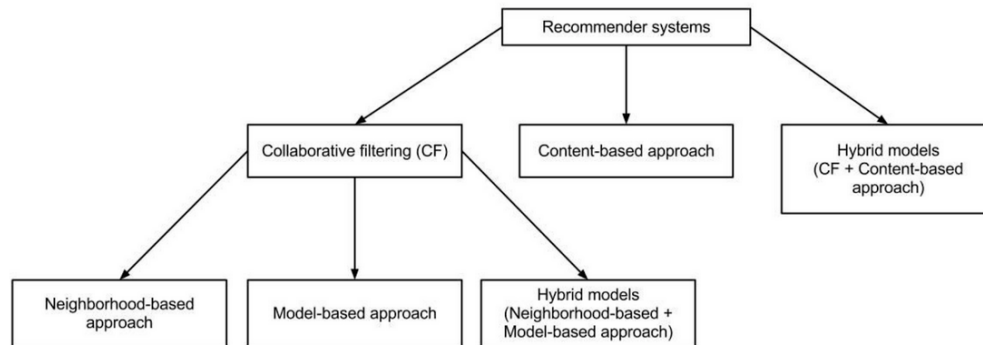 Recommender systems
Collaborative filtering (CF)
Content-based approach
Hybrid models
(CF + Content-based
approach)
Neighborhood-based
approach
Model-based approach
Hybrid models
(Neighborhood-based +
Model-based approach)